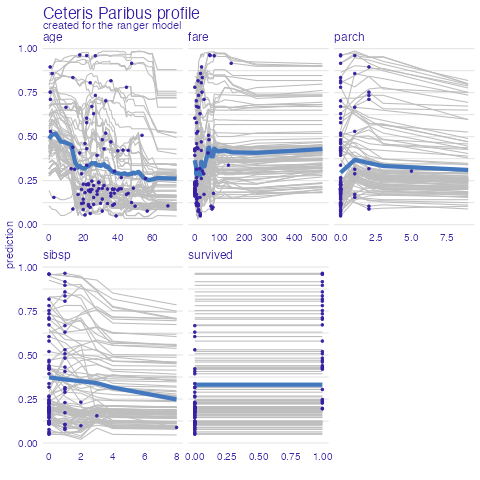 Ceteris Paribus profile
created for the ranger model
age fare parch
1.00
0.75
0.50
0.25
0.00
0 20 40 60 0 100 200 300 400 500 0.0 2.5 5.0 7.5
prediction
sibsp survived
1.00
0.75
0.50
0.25
0.00
0 2 4 6 8 0.00 0.25 0.50 0.75 1.00